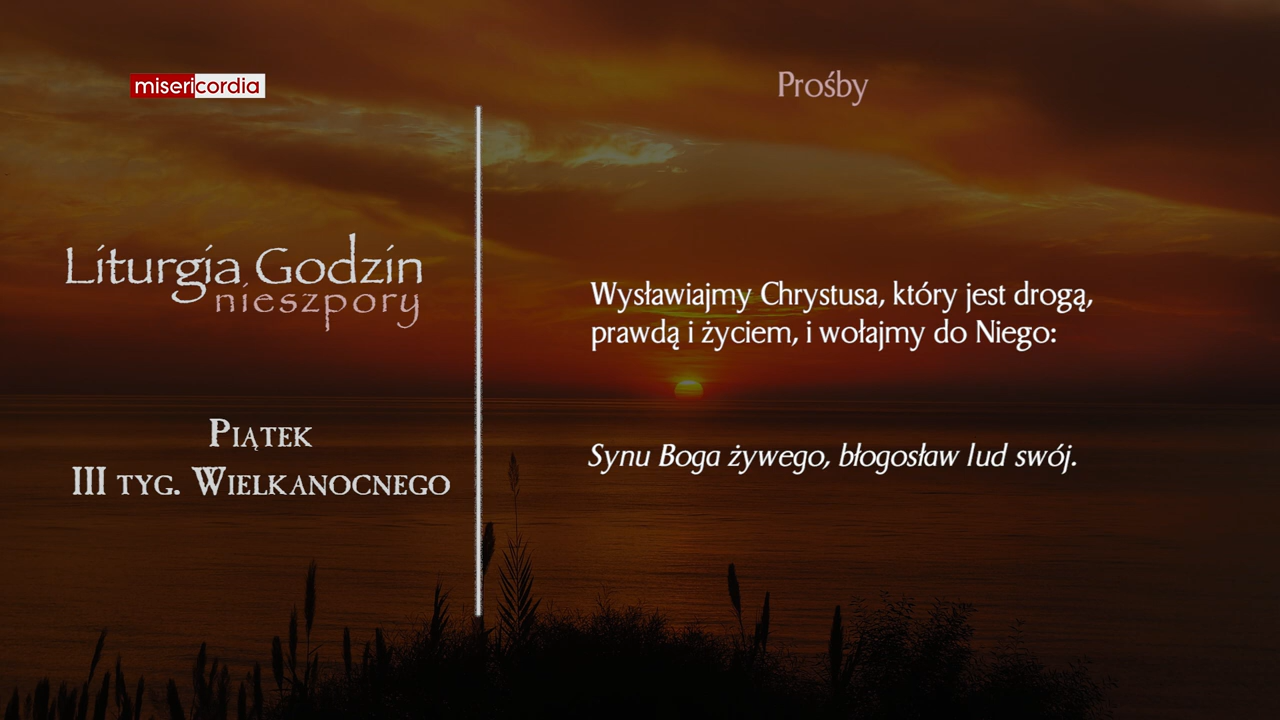 misericordia
Prośby
Liturgia Godzin
nieszpory
Piątek
III tyg. Wielkanocnego
Wysławiajmy Chrystusa, który jest drogą,
prawdą i życiem, i wołajmy do Niego:
Synu Boga żywego, błogosław lud swój.